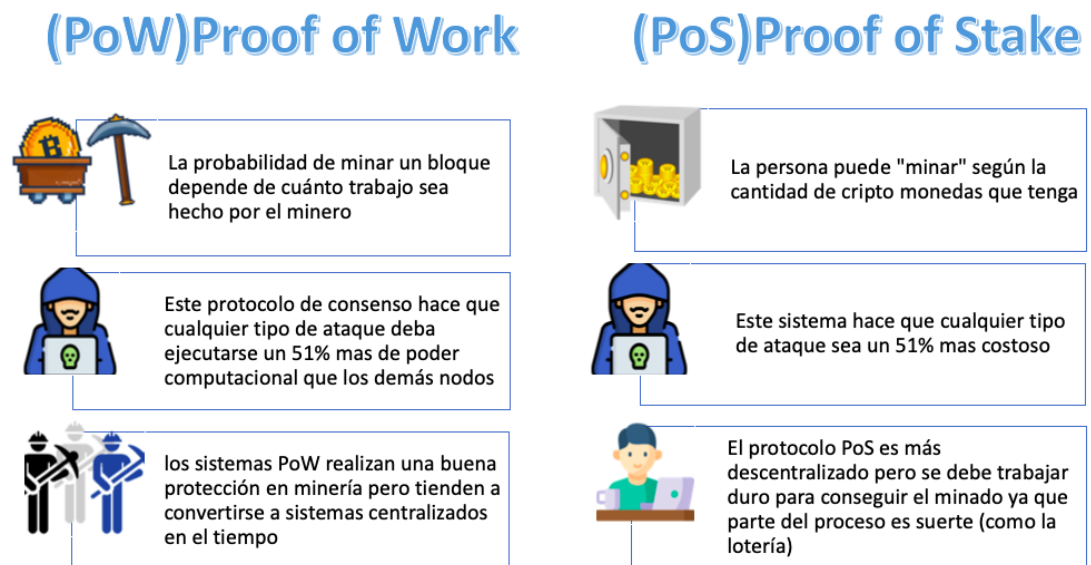 (PoW)Proof of Work
(PoS)Proof of Stake
La probabilidad de minar un bloque
depende de cuánto trabajo sea
hecho por el minero
La persona puede "minar" según la
cantidad de cripto monedas que tenga
Este protocolo de consenso hace que
cualquier tipo de ataque deba
ejecutarse un 51% mas de poder
computacional que los demás nodos
Este sistema hace que cualquier tipo
de ataque sea un 51% mas costoso
los sistemas PoW realizan una buena
protección en minería pero tienden a
convertirse a sistemas centralizados
en el tiempo
El protocolo PoS es más
descentralizado pero se debe trabajar
duro para conseguir el minado ya que
parte del proceso es suerte (como la
lotería)